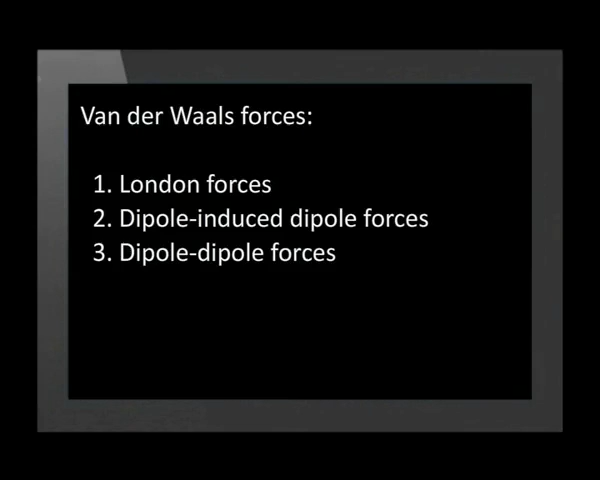 Van der Waals forces:
1. London forces
2. Dipole-induced dipole forces
3. Dipole-dipole forces